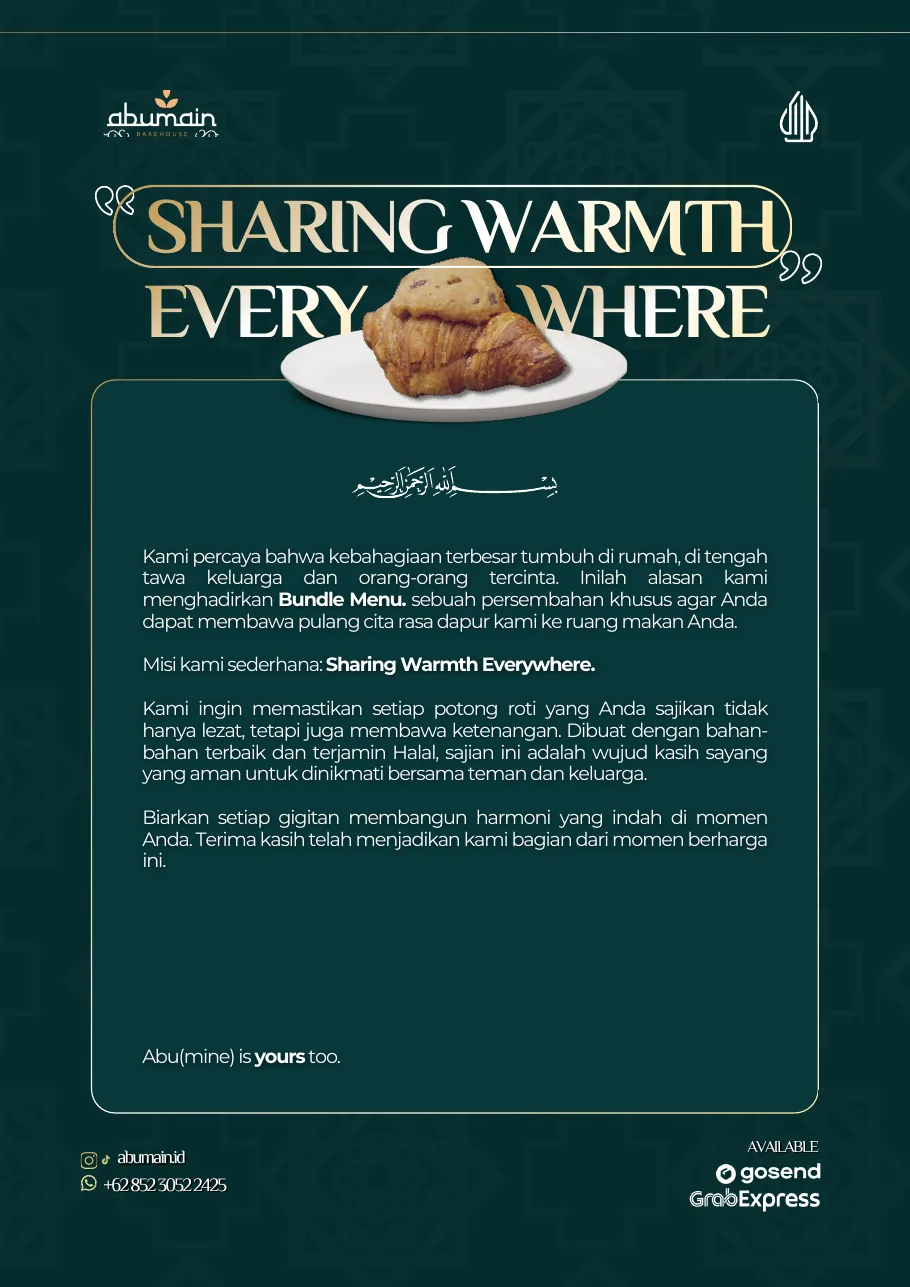 abumain
BAKEHOUSE
SHARING WARMTH
EVERY WHERE
بسم الله الرحمن الرحيم
Kami percaya bahwa kebahagiaan terbesar tumbuh di rumah, di tengah
tawa keluarga dan orang-orang tercinta. Inilah alasan kami
menghadirkan Bundle Menu. sebuah persembahan khusus agar Anda
dapat membawa pulang cita rasa dapur kami ke ruang makan Anda.
Misi kami sederhana: Sharing Warmth Everywhere.
Kami ingin memastikan setiap potong roti yang Anda sajikan tidak
hanya lezat, tetapi juga membawa ketenangan. Dibuat dengan bahan-
bahan terbaik dan terjamin Halal, sajian ini adalah wujud kasih sayang
yang aman untuk dinikmati bersama teman dan keluarga.
Biarkan setiap gigitan membangun harmoni yang indah di momen
Anda. Terima kasih telah menjadikan kami bagian dari momen berharga
ini.
Abu(mine) is yours too.
abumain.id
+62 852 3052 2425
AVAILABLE
gosend
GrabExpress